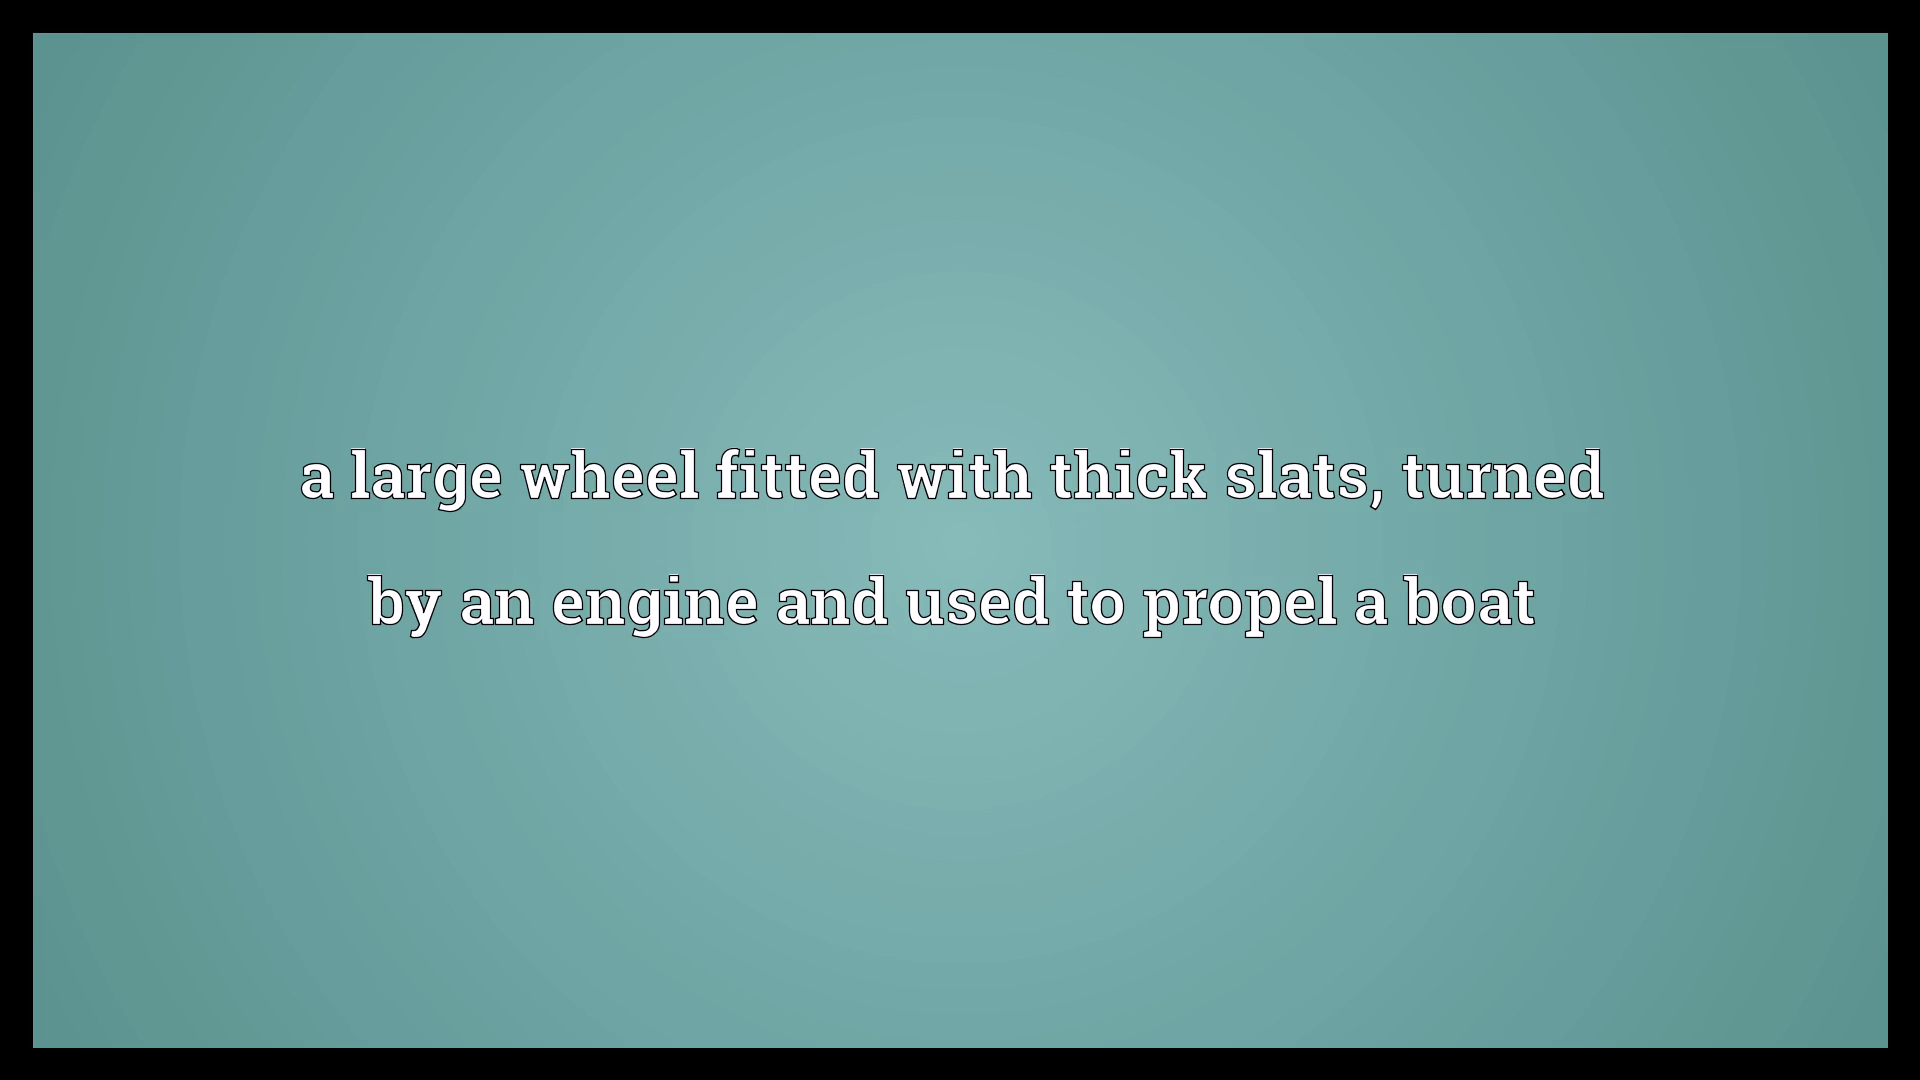 a large wheel fitted with thick slats, turned
by an engine and used to propel a boat